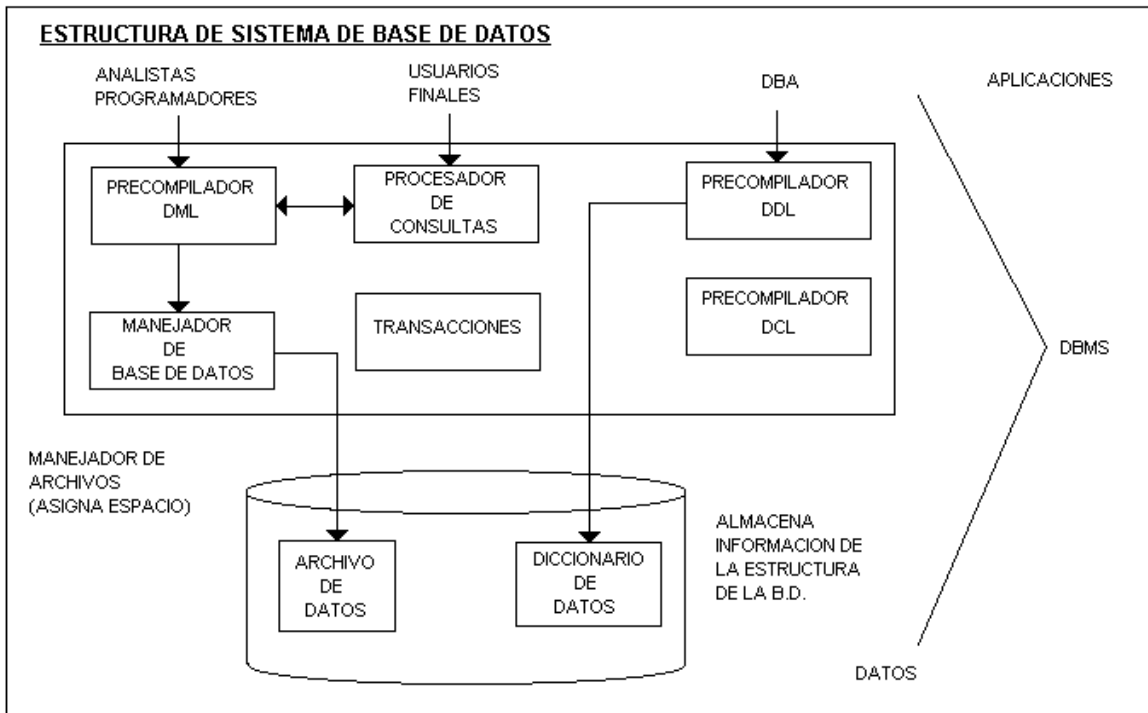 ESTRUCTURA DE SISTEMA DE BASE DE DATOS
ANALISTAS
PROGRAMADORES
USUARIOS
FINALES
DBA
APLICACIONES
PRECOMPILADOR
DML
PROCESADOR
DE
CONSULTAS
PRECOMPILADOR
DDL
MANEJADOR
DE
BASE DE DATOS
TRANSACCIONES
PRECOMPILADOR
DCL
DBMS
MANEJADOR DE
ARCHIVOS
(ASIGNA ESPACIO)
ARCHIVO
DE
DATOS
DICCIONARIO
DE
DATOS
ALMACENA
INFORMACION DE
LA ESTRUCTURA
DE LA B.D.
DATOS